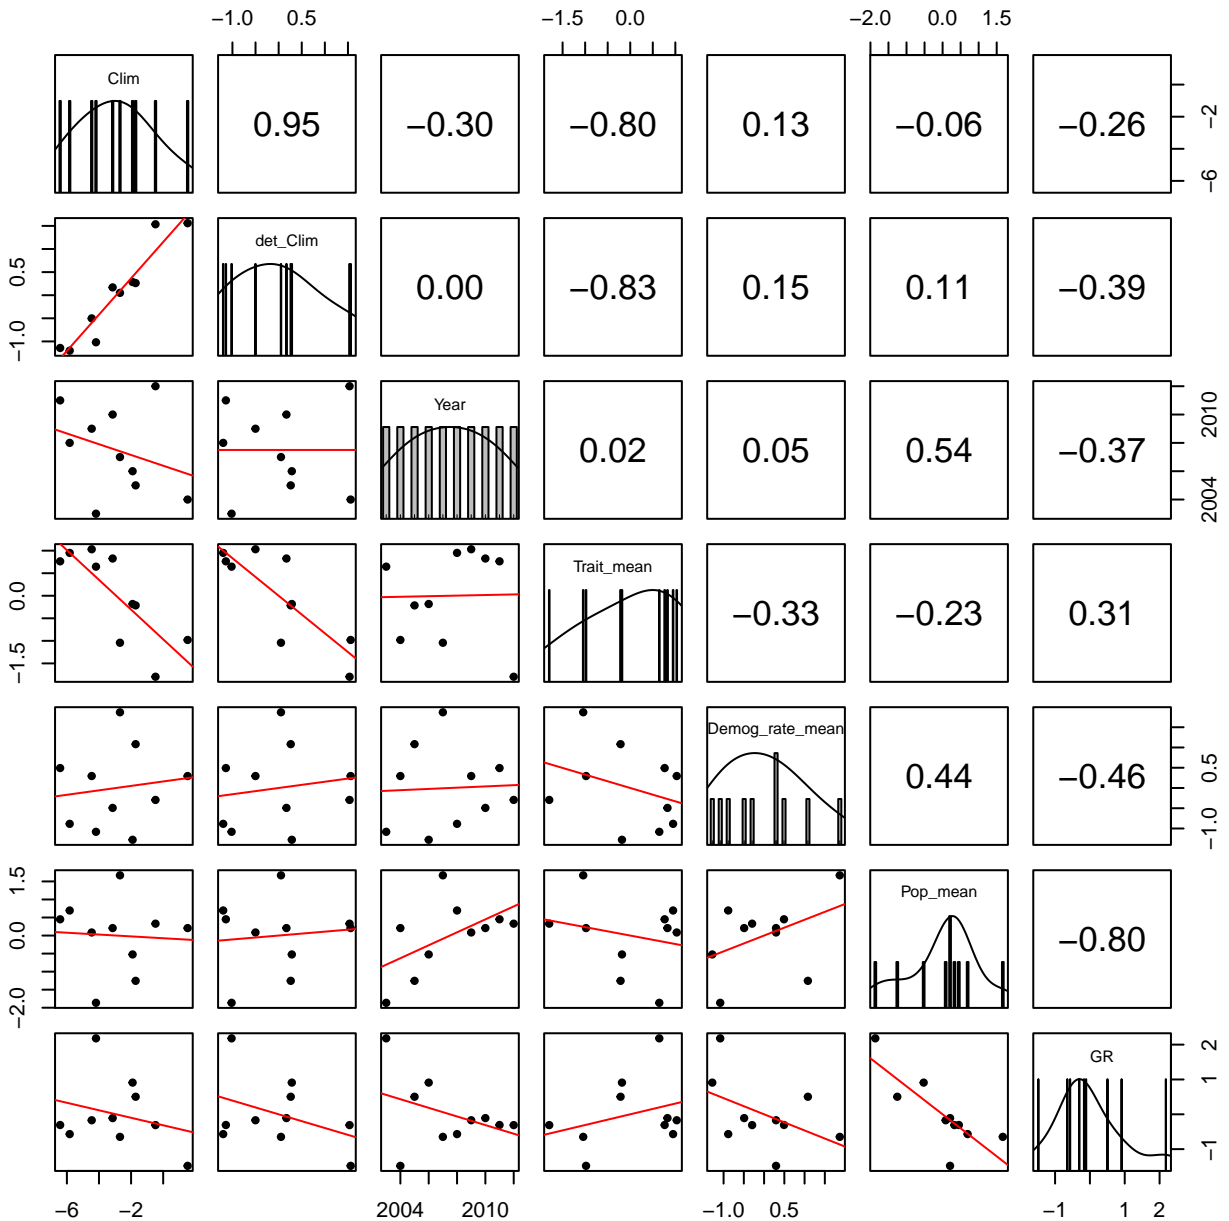 −1.0 0.5 −1.5 0.0 −2.0 0.0 1.5
Clim 0.95 −0.30 −0.80 0.13 −0.06 −0.26 −6 −2
−1.0 0.5 det_Clim 0.00 −0.83 0.15 0.11 −0.39
Year 0.02 0.05 0.54 −0.37 2004 2010
−1.5 0.0 Trait_mean −0.33 −0.23 0.31
Demog_rate_mean 0.44 −0.46 −1.0 0.5
−2.0 0.0 1.5 Pop_mean −0.80
GR −1 1 2
−6 −2 2004 2010 −1.0 0.5 −1 1 2